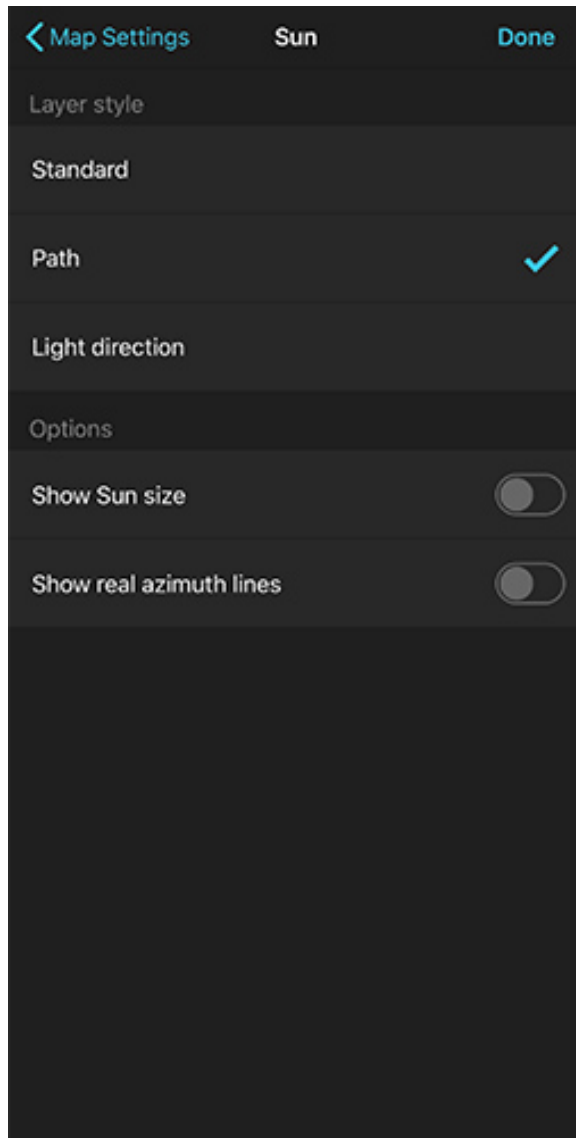 Map Settings Sun Done
Layer style
Standard
Path
Light direction
Options
Show Sun size
Show real azimuth lines